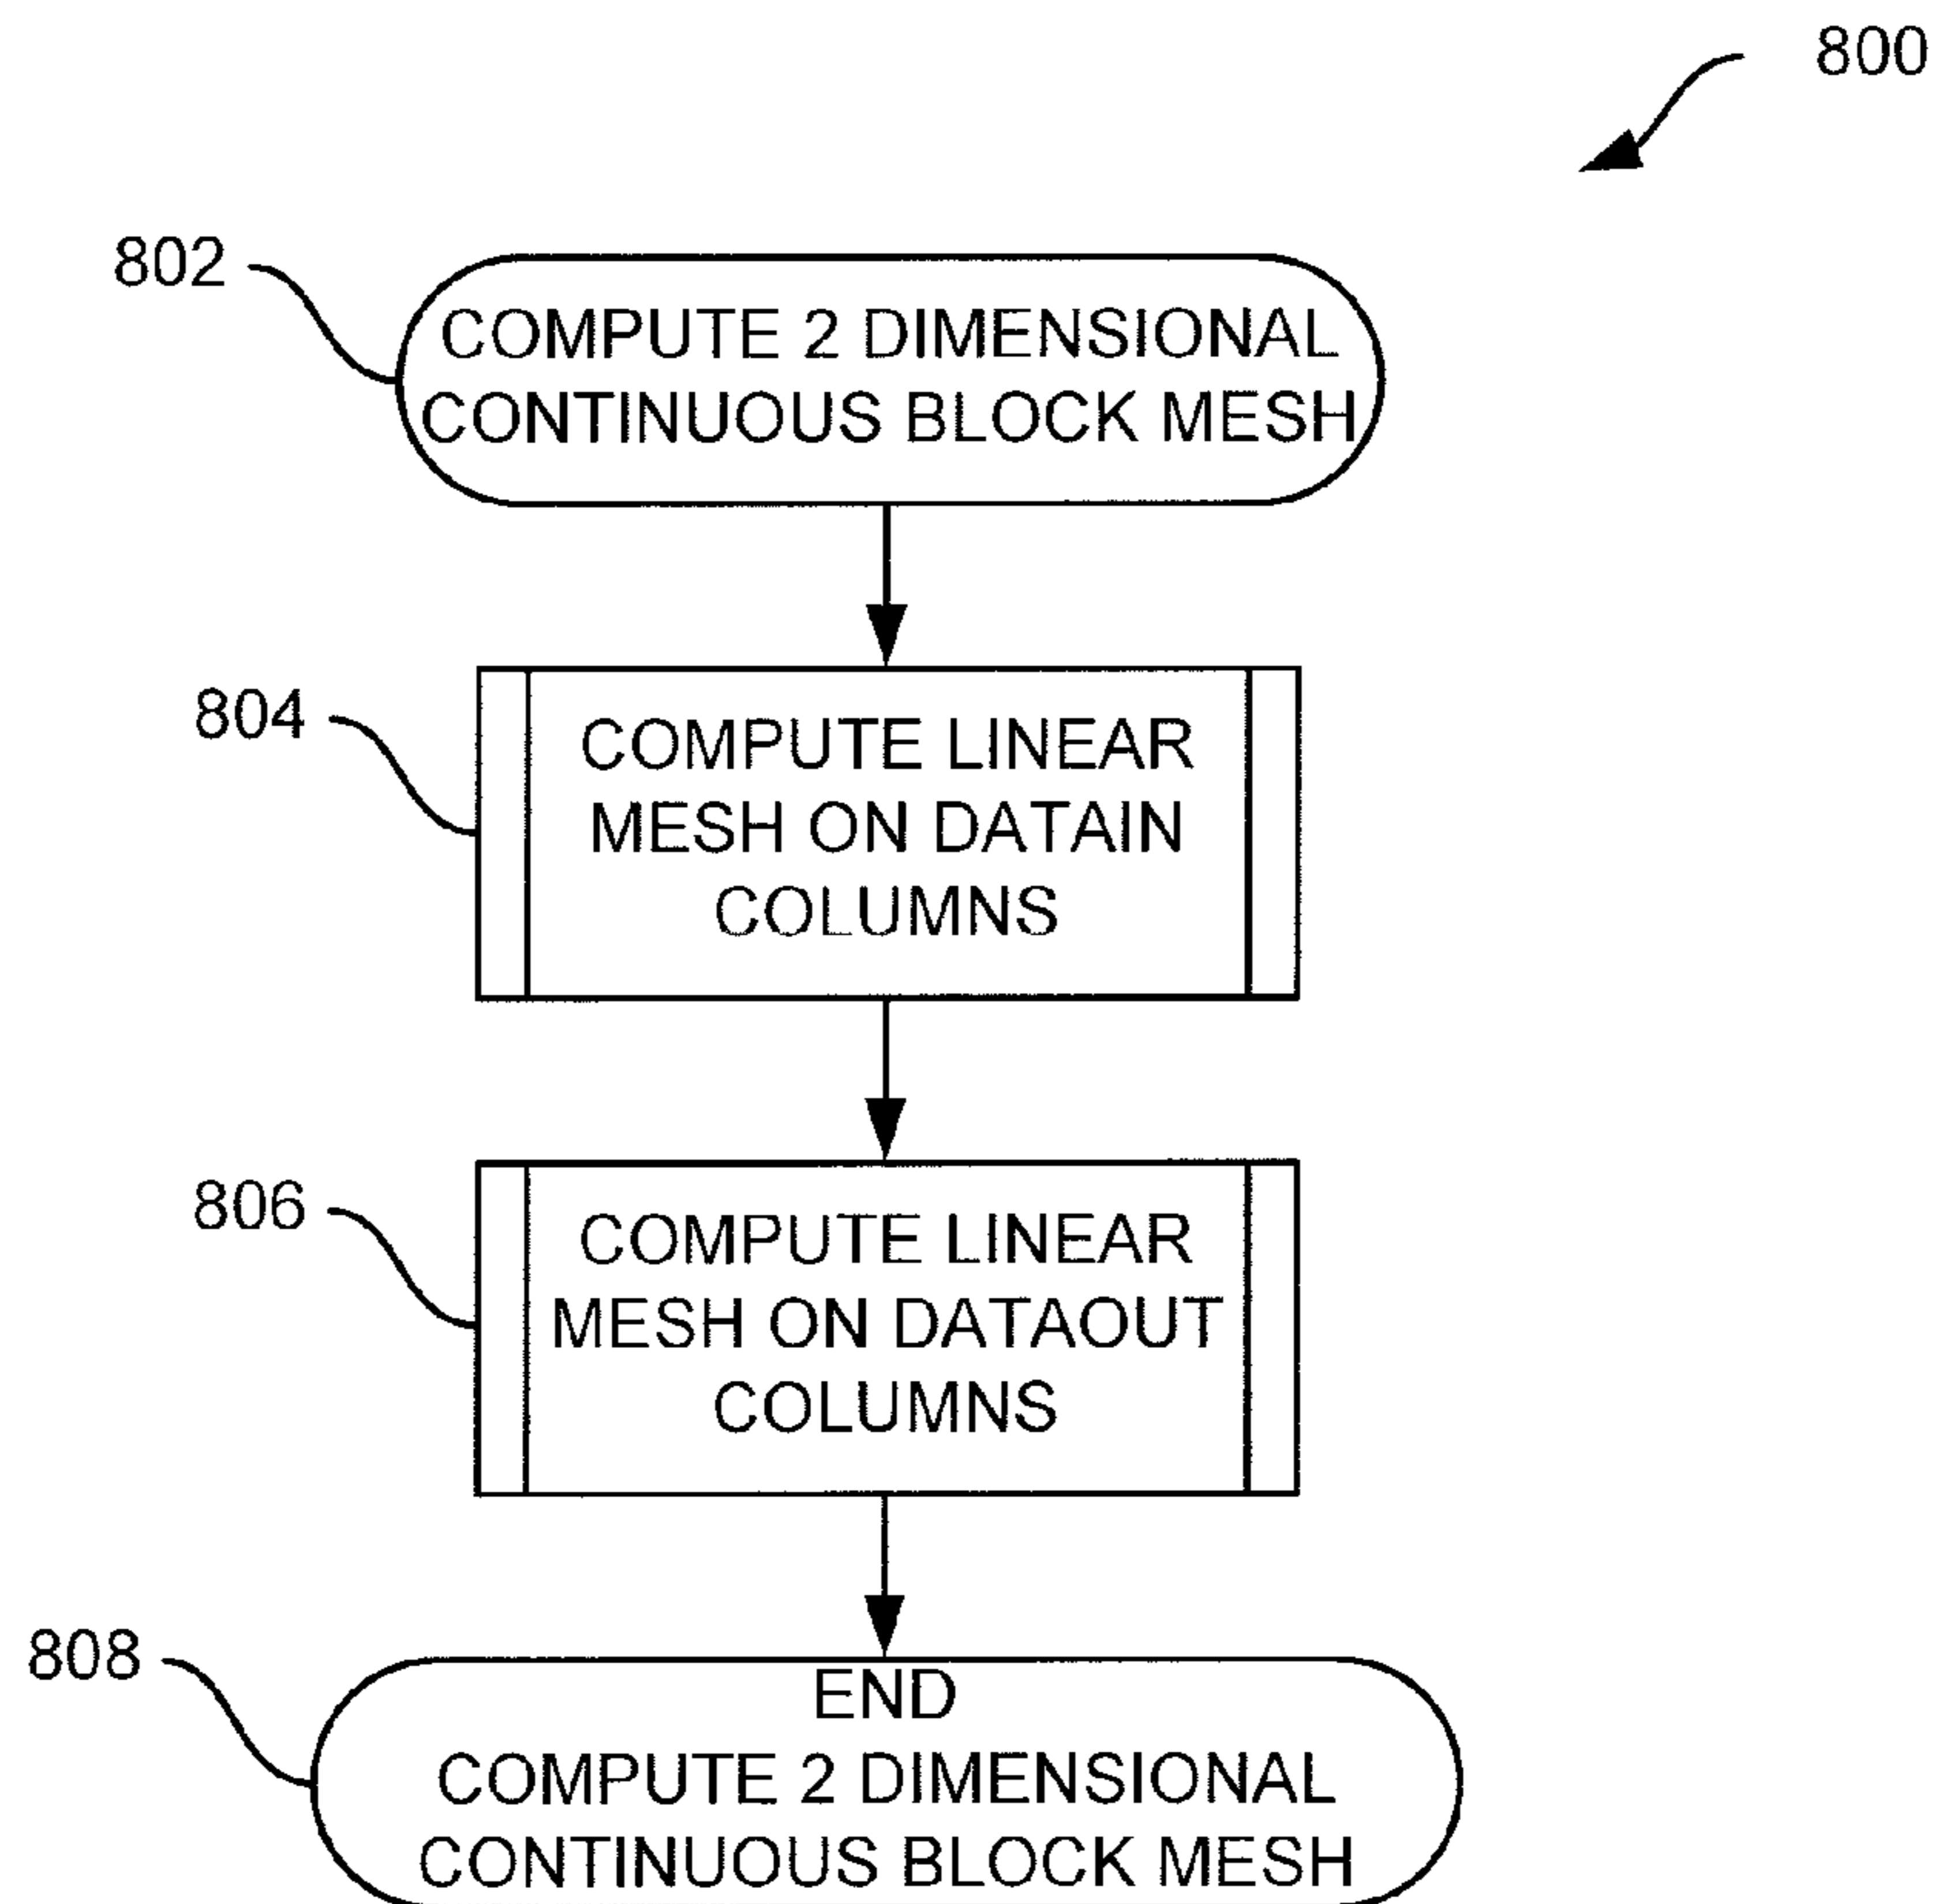 800
802
COMPUTE 2 DIMENSIONAL
CONTINUOUS BLOCK MESH
804
COMPUTE LINEAR
MESH ON DATAIN
COLUMNS
806
COMPUTE LINEAR
MESH ON DATAOUT
COLUMNS
808
END
COMPUTE 2 DIMENSIONAL
CONTINUOUS BLOCK MESH